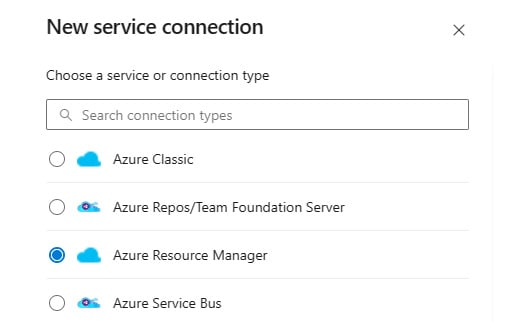 New service connection
Choose a service or connection type
Search connection types
Azure Classic
Azure Repos/Team Foundation Server
Azure Resource Manager
Azure Service Bus